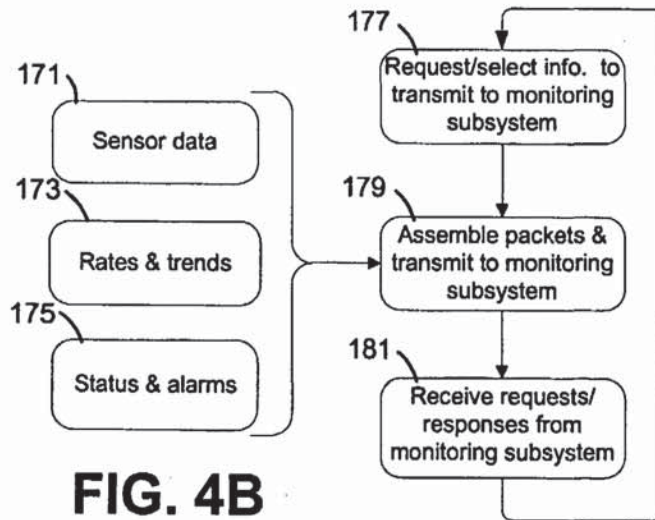 171
Sensor data
173
Rates & trends
175
Status & alarms
177
Request/select info. to
transmit to monitoring
subsystem
179
Assemble packets &
transmit to monitoring
subsystem
181
Receive requests/
responses from
monitoring subsystem
FIG. 4B